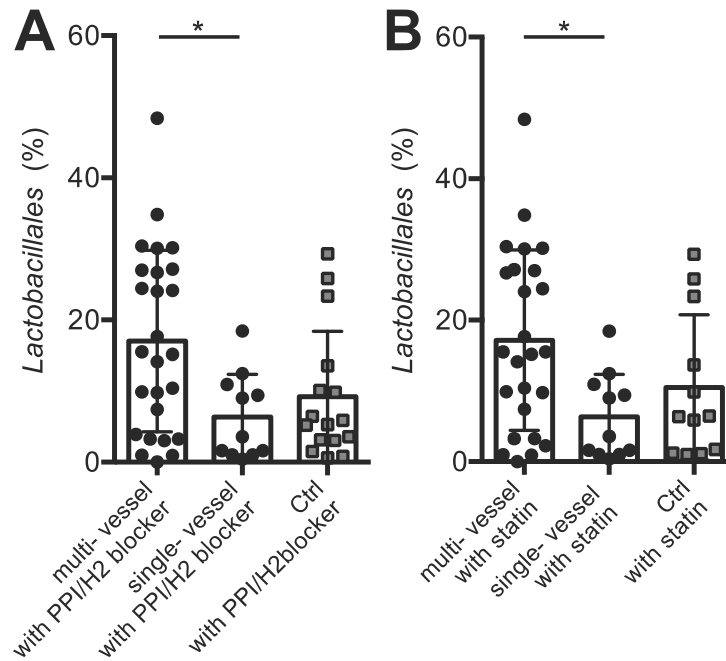 A
60
*
40
20
0
Lactobacillales (%)
multi- vessel
with PPI/H2 blocker
single- vessel
with PPI/H2 blocker
Ctrl
with PPI/H2blocker
B
60
*
40
20
0
Lactobacillales (%)
multi- vessel
with statin
single- vessel
with statin
Ctrl
with statin